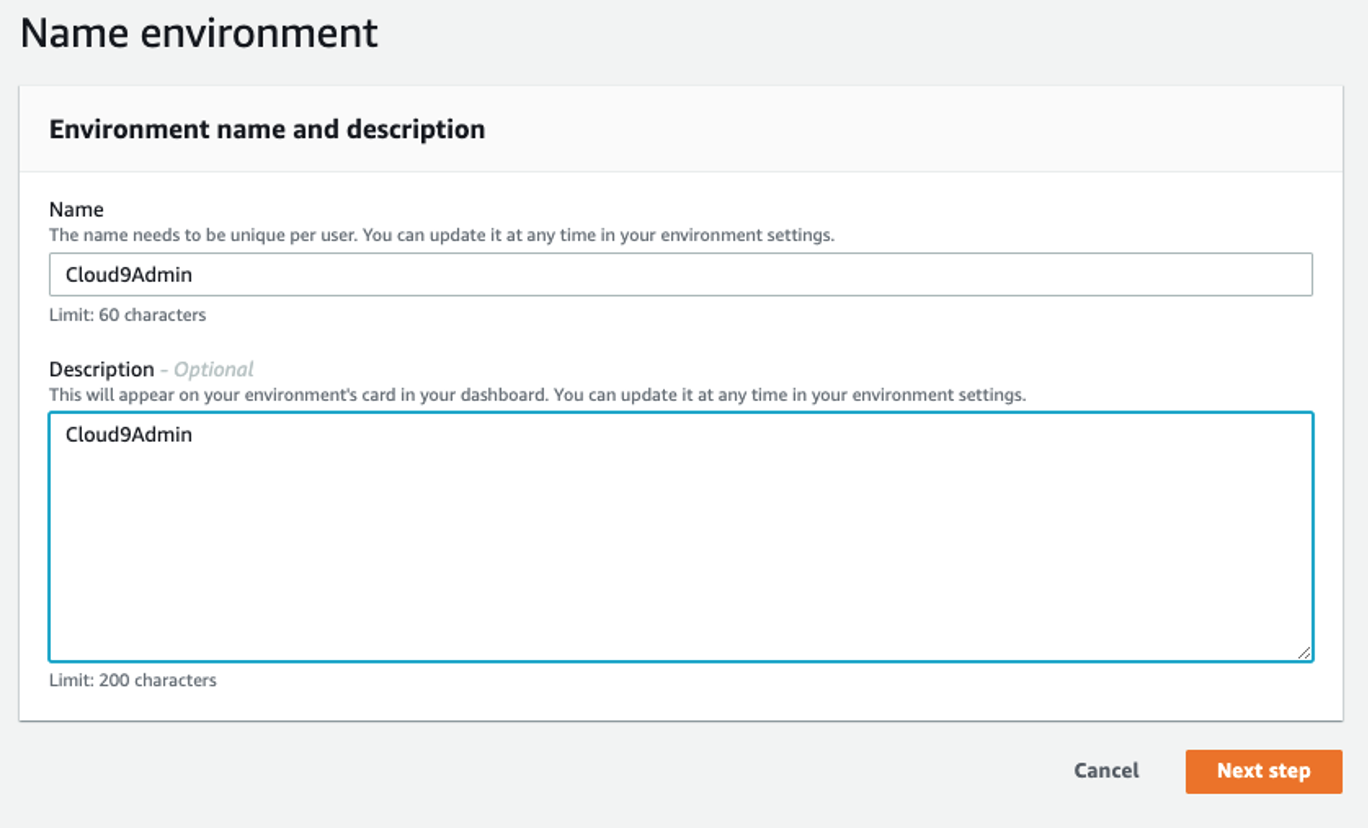 Name environment
Environment name and description
Name
The name needs to be unique per user. You can update it at any time in your environment settings.
Cloud9Admin
Limit: 60 characters
Description - Optional
This will appear on your environment's card in your dashboard. You can update it at any time in your environment settings.
Cloud9Admin
Limit: 200 characters
Cancel Next step